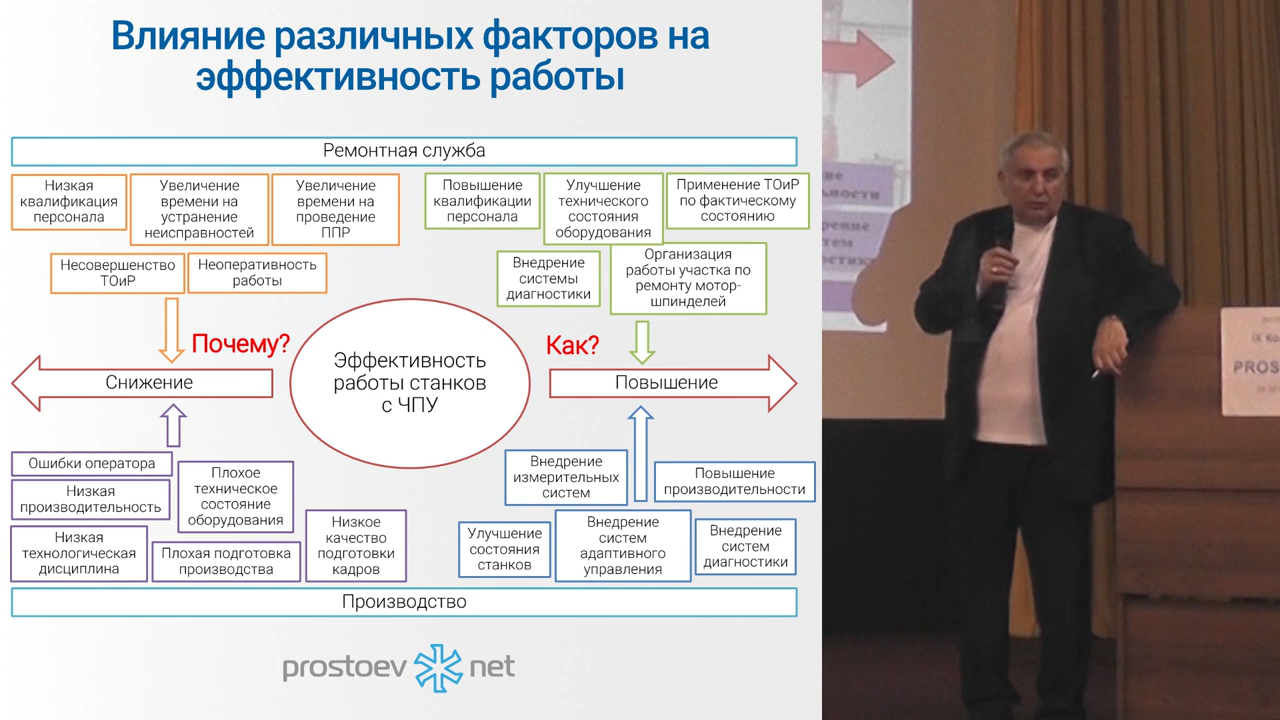 Влияние различных факторов на
эффективность работы
Ремонтная служба
Низкая
квалификация
персонала
Увеличение
времени на
устранение
неисправностей
Увеличение
времени на
проведение
ППР
Повышение
квалификации
персонала
Улучшение
технического
состояния
оборудования
Применение ТОиР
по фактическому
состоянию
Несовершенство
ТОиР
Неоперативность
работы
Внедрение
системы
диагностики
Организация
работы участка по
ремонту мотор-
шпинделей
Почему?
Как?
Снижение
Эффективность
работы станков
с ЧПУ
Повышение
Ошибки оператора
Низкая
производительность
Плохое
техническое
состояние
оборудования
Низкая
технологическая
дисциплина
Плохая подготовка
производства
Низкое
качество
подготовки
кадров
Внедрение
измерительных
систем
Повышение
производительности
Улучшение
состояния
станков
Внедрение
систем
адаптивного
управления
Внедрение
систем
диагностики
Производство
prostoev net
PROS